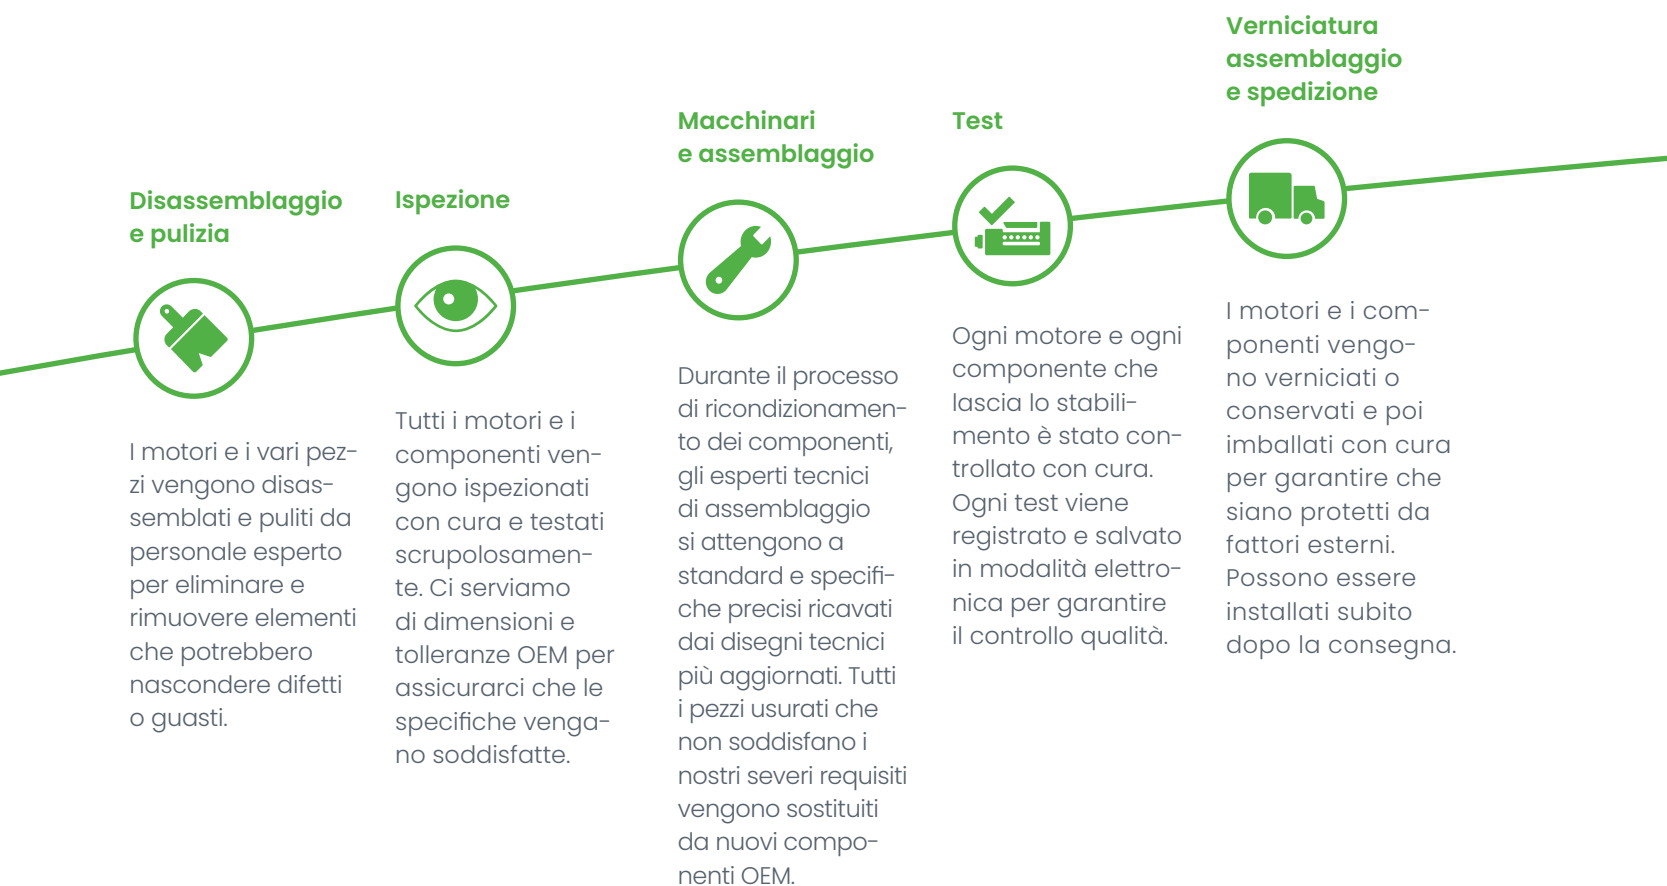 Disassemblaggio
e pulizia
I motori e i vari pez-
zi vengono disas-
semblati e puliti da
personale esperto
per eliminare e
rimuovere elementi
che potrebbero
nascondere difetti
o guasti.
Ispezione
Tutti i motori e i
componenti ven-
gono ispezionati
con cura e testati
scrupolosamen-
te. Ci serviamo
di dimensioni e
tolleranze OEM per
assicurarci che le
specifiche venga-
no soddisfatte.
Macchinari
e assemblaggio
Durante il processo
di ricondizionamen-
to dei componenti,
gli esperti tecnici
di assemblaggio
si attengono a
standard e specifi-
che precisi ricavati
dai disegni tecnici
più aggiornati. Tutti
i pezzi usurati che
non soddisfano i
nostri severi requisiti
vengono sostituiti
da nuovi compo-
nenti OEM.
Test
Ogni motore e ogni
componente che
lascia lo stabili-
mento è stato con-
trollato con cura.
Ogni test viene
registrato e salvato
in modalità elettro-
nica per garantire
il controllo qualità.
Verniciatura
assemblaggio
e spedizione
I motori e i com-
ponenti vengo-
no verniciati o
conservati e poi
imballati con cura
per garantire che
siano protetti da
fattori esterni.
Possono essere
installati subito
dopo la consegna.